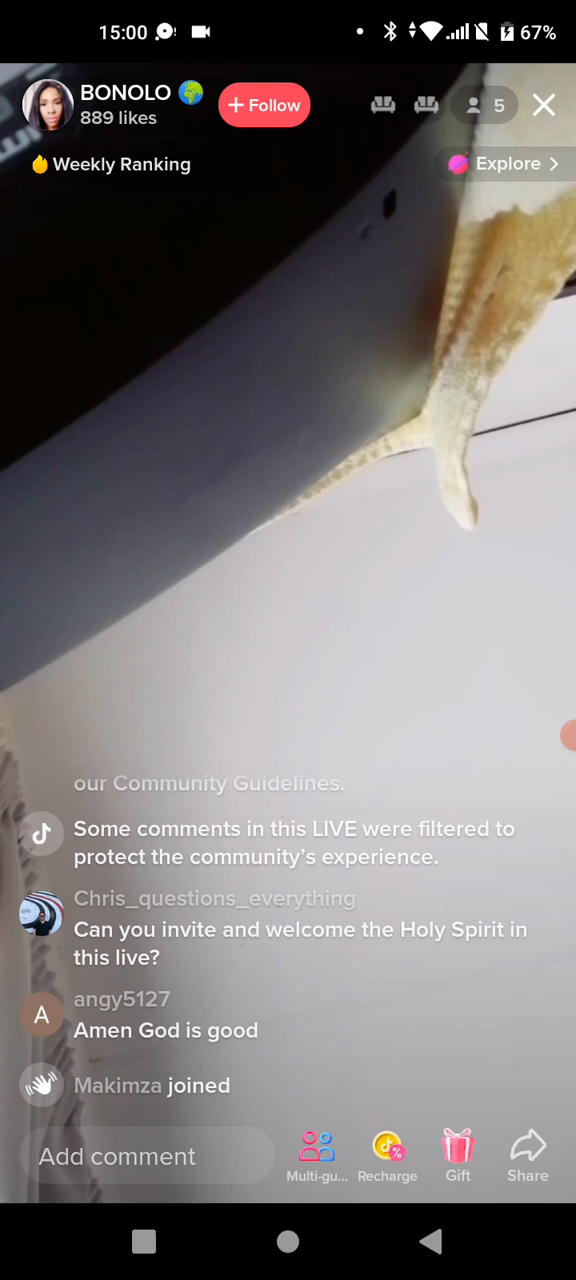 15:00
67%
BONOLO
889 likes
+ Follow
5
Weekly Ranking
Explore >
our Community Guidelines.
Some comments in this LIVE were filtered to
protect the community's experience.
Chris_questions_everything
Can you invite and welcome the Holy Spirit in
this live?
A
angy5127
Amen God is good
Makimza joined
Add comment
Multi-gu...
Recharge
Gift
Share